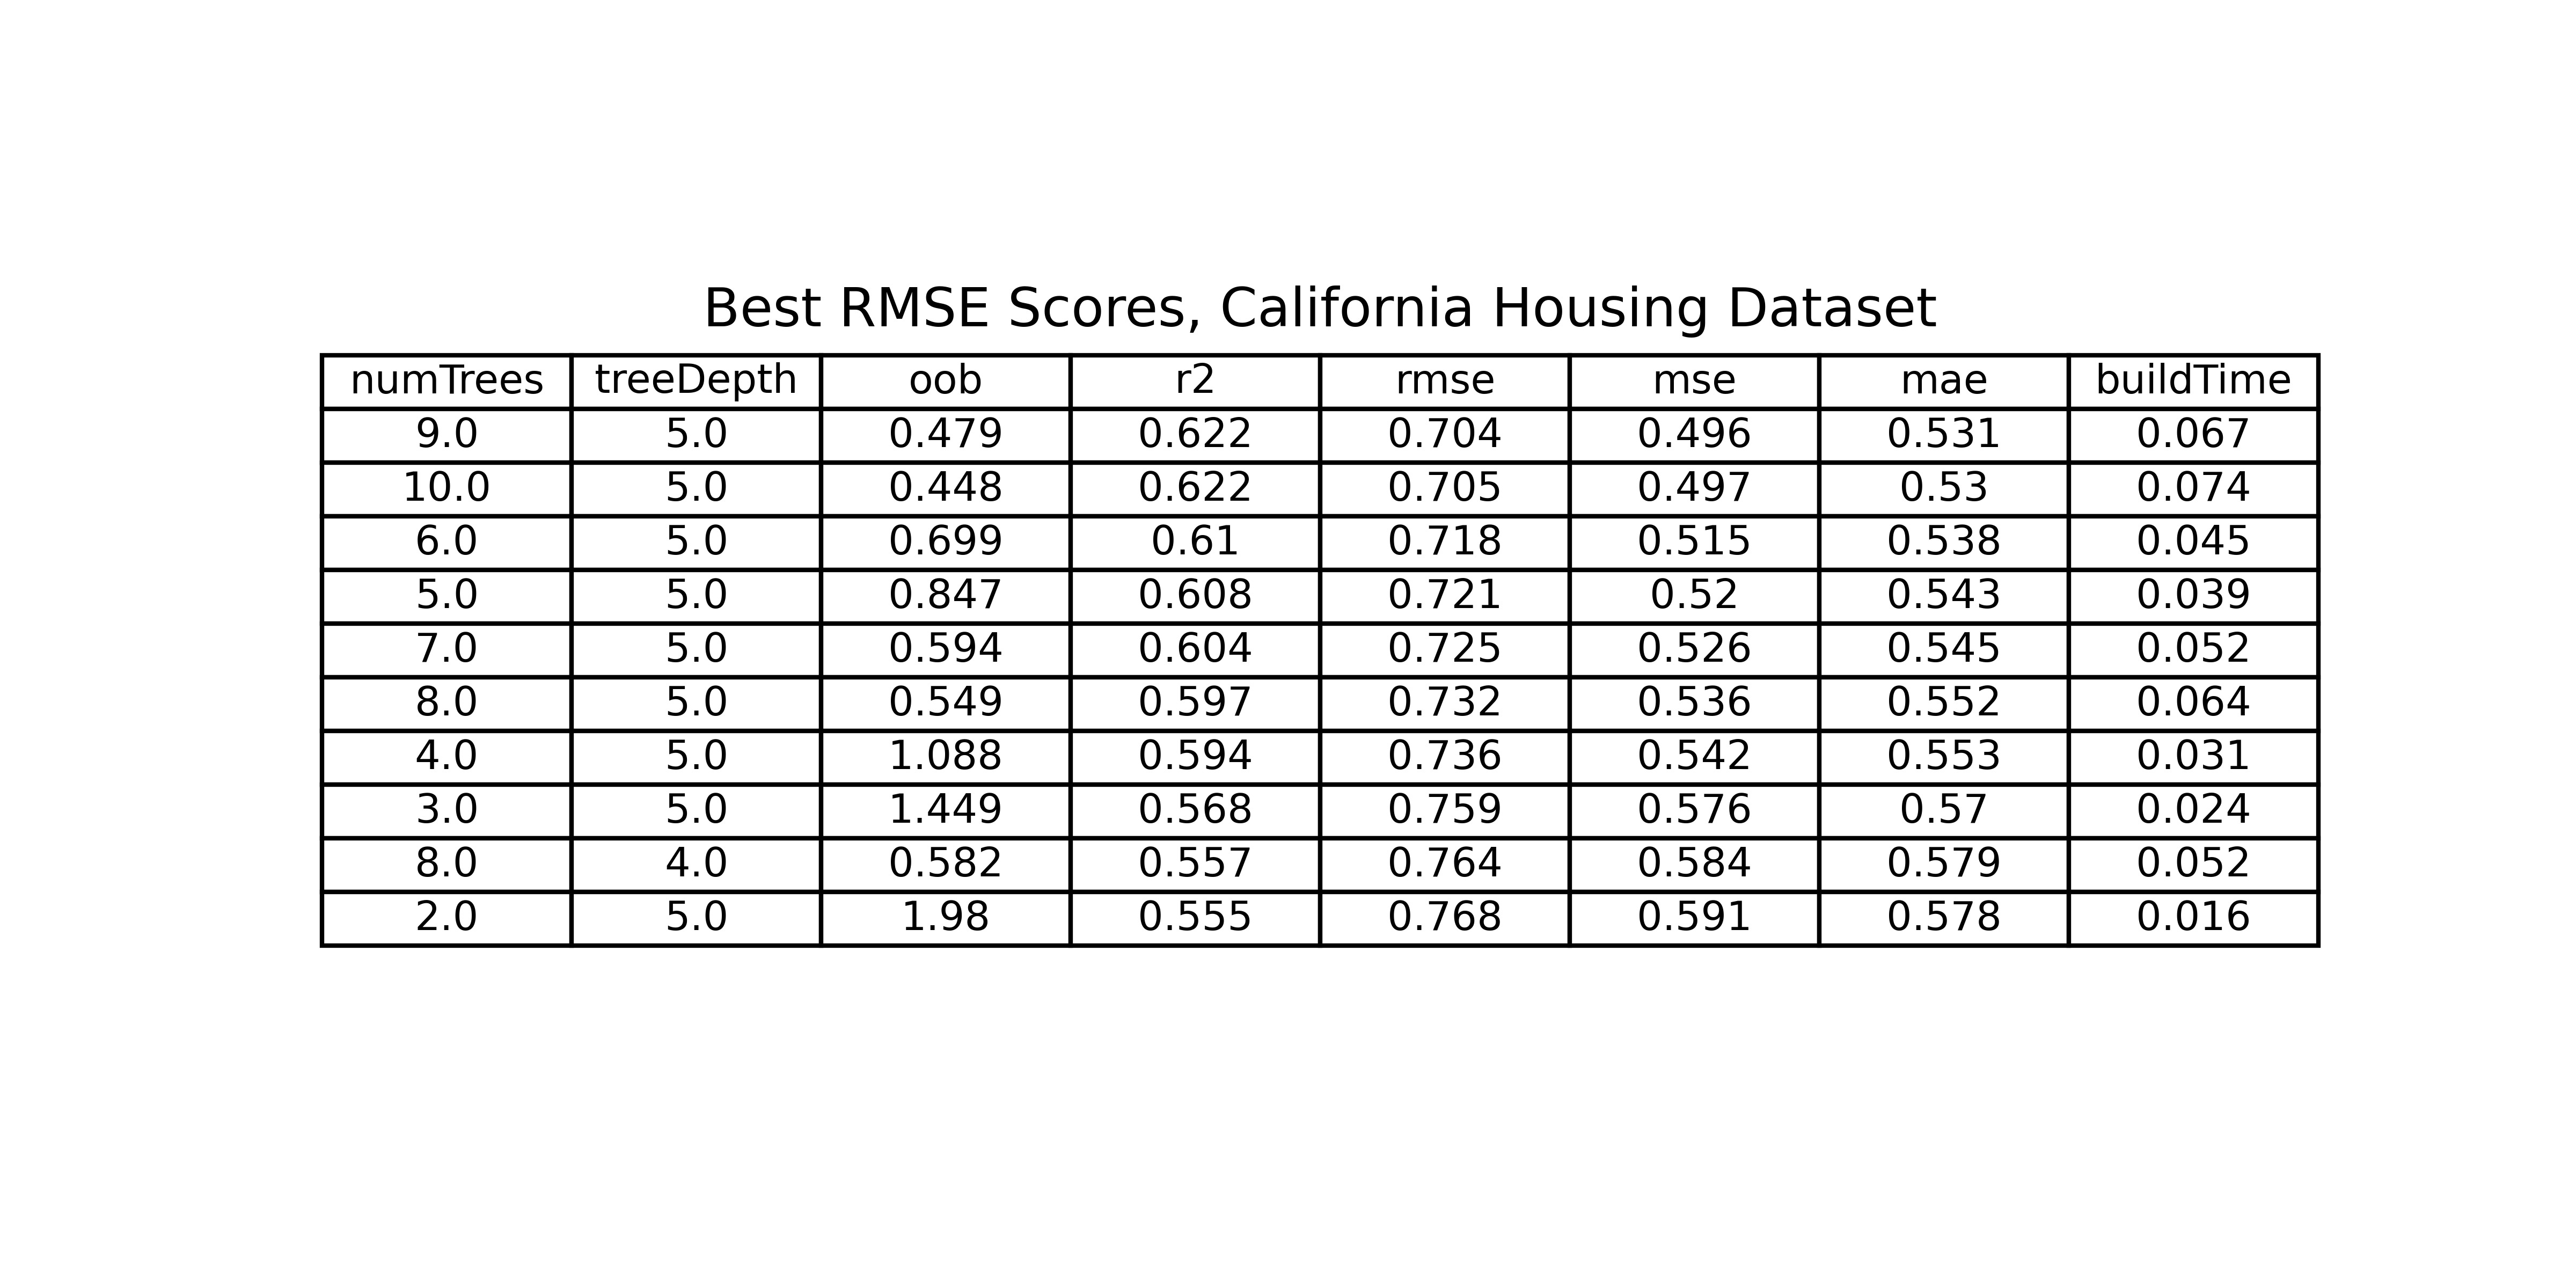 Best RMSE Scores, California Housing Dataset
numTrees treeDepth oob r2 rmse mse mae buildTime
9.0 5.0 0.479 0.622 0.704 0.496 0.531 0.067
10.0 5.0 0.448 0.622 0.705 0.497 0.53 0.074
6.0 5.0 0.699 0.61 0.718 0.515 0.538 0.045
5.0 5.0 0.847 0.608 0.721 0.52 0.543 0.039
7.0 5.0 0.594 0.604 0.725 0.526 0.545 0.052
8.0 5.0 0.549 0.597 0.732 0.536 0.552 0.064
4.0 5.0 1.088 0.594 0.736 0.542 0.553 0.031
3.0 5.0 1.449 0.568 0.759 0.576 0.57 0.024
8.0 4.0 0.582 0.557 0.764 0.584 0.579 0.052
2.0 5.0 1.98 0.555 0.768 0.591 0.578 0.016